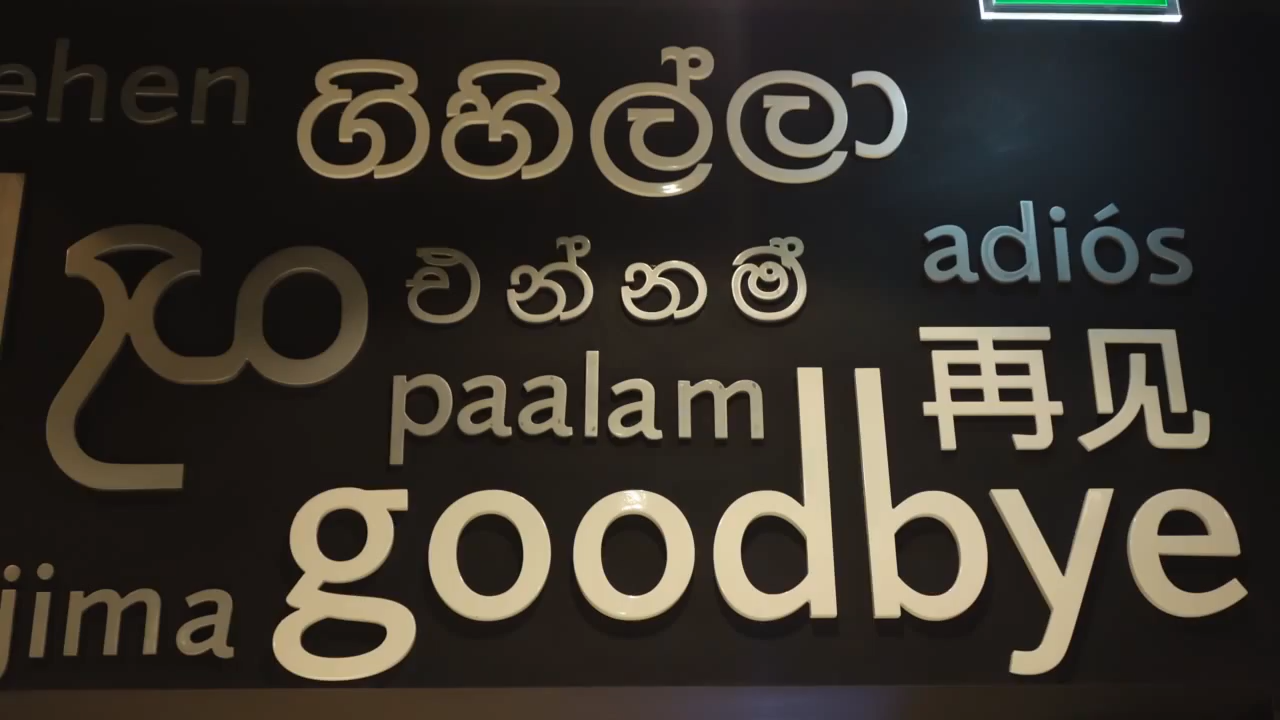 ehen
ගිහිල්ලා
එන්නම්
adiós
paalam
再见
goodbye
jima